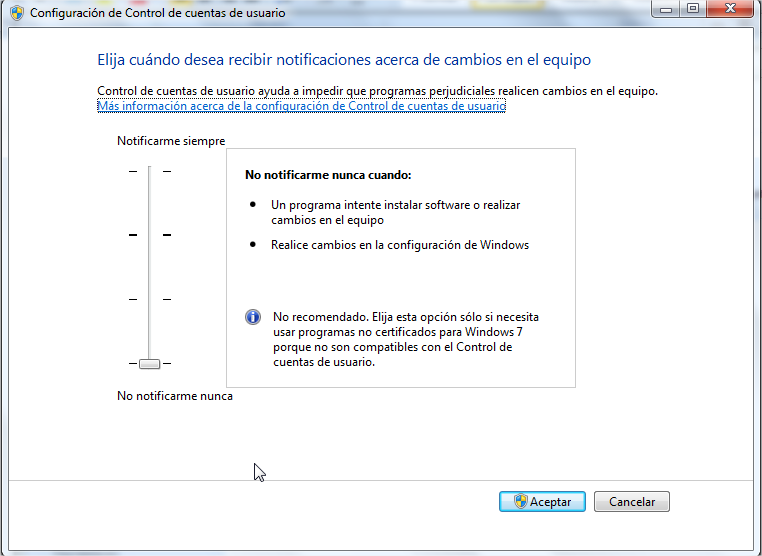 Configuración de Control de cuentas de usuario
Elija cuándo desea recibir notificaciones acerca de cambios en el equipo
Control de cuentas de usuario ayuda a impedir que programas perjudiciales realicen cambios en el equipo.
Más información acerca de la configuración de Control de cuentas de usuario
Notificarme siempre
No notificarme nunca cuando:
Un programa intente instalar software o realizar
cambios en el equipo
Realice cambios en la configuración de Windows
No recomendado. Elija esta opción sólo si necesita
usar programas no certificados para Windows 7
porque no son compatibles con el Control de
cuentas de usuario.
No notificarme nunca
Aceptar
Cancelar